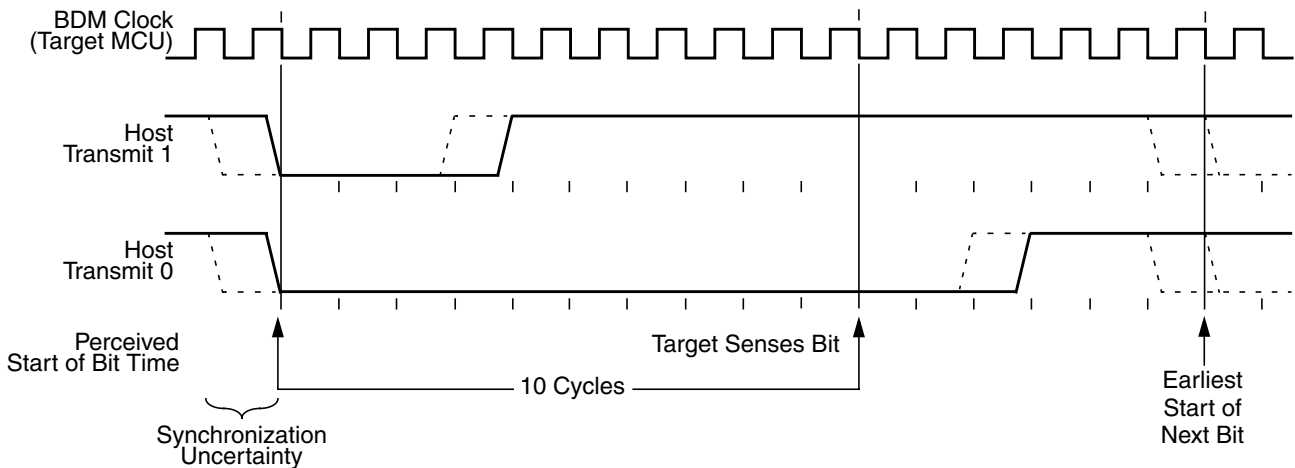 BDM Clock
(Target MCU)
Host
Transmit 1
Host
Transmit 0
Perceived
Start of Bit Time
Target Senses Bit
10 Cycles
Earliest
Start of
Next Bit
Synchronization
Uncertainty